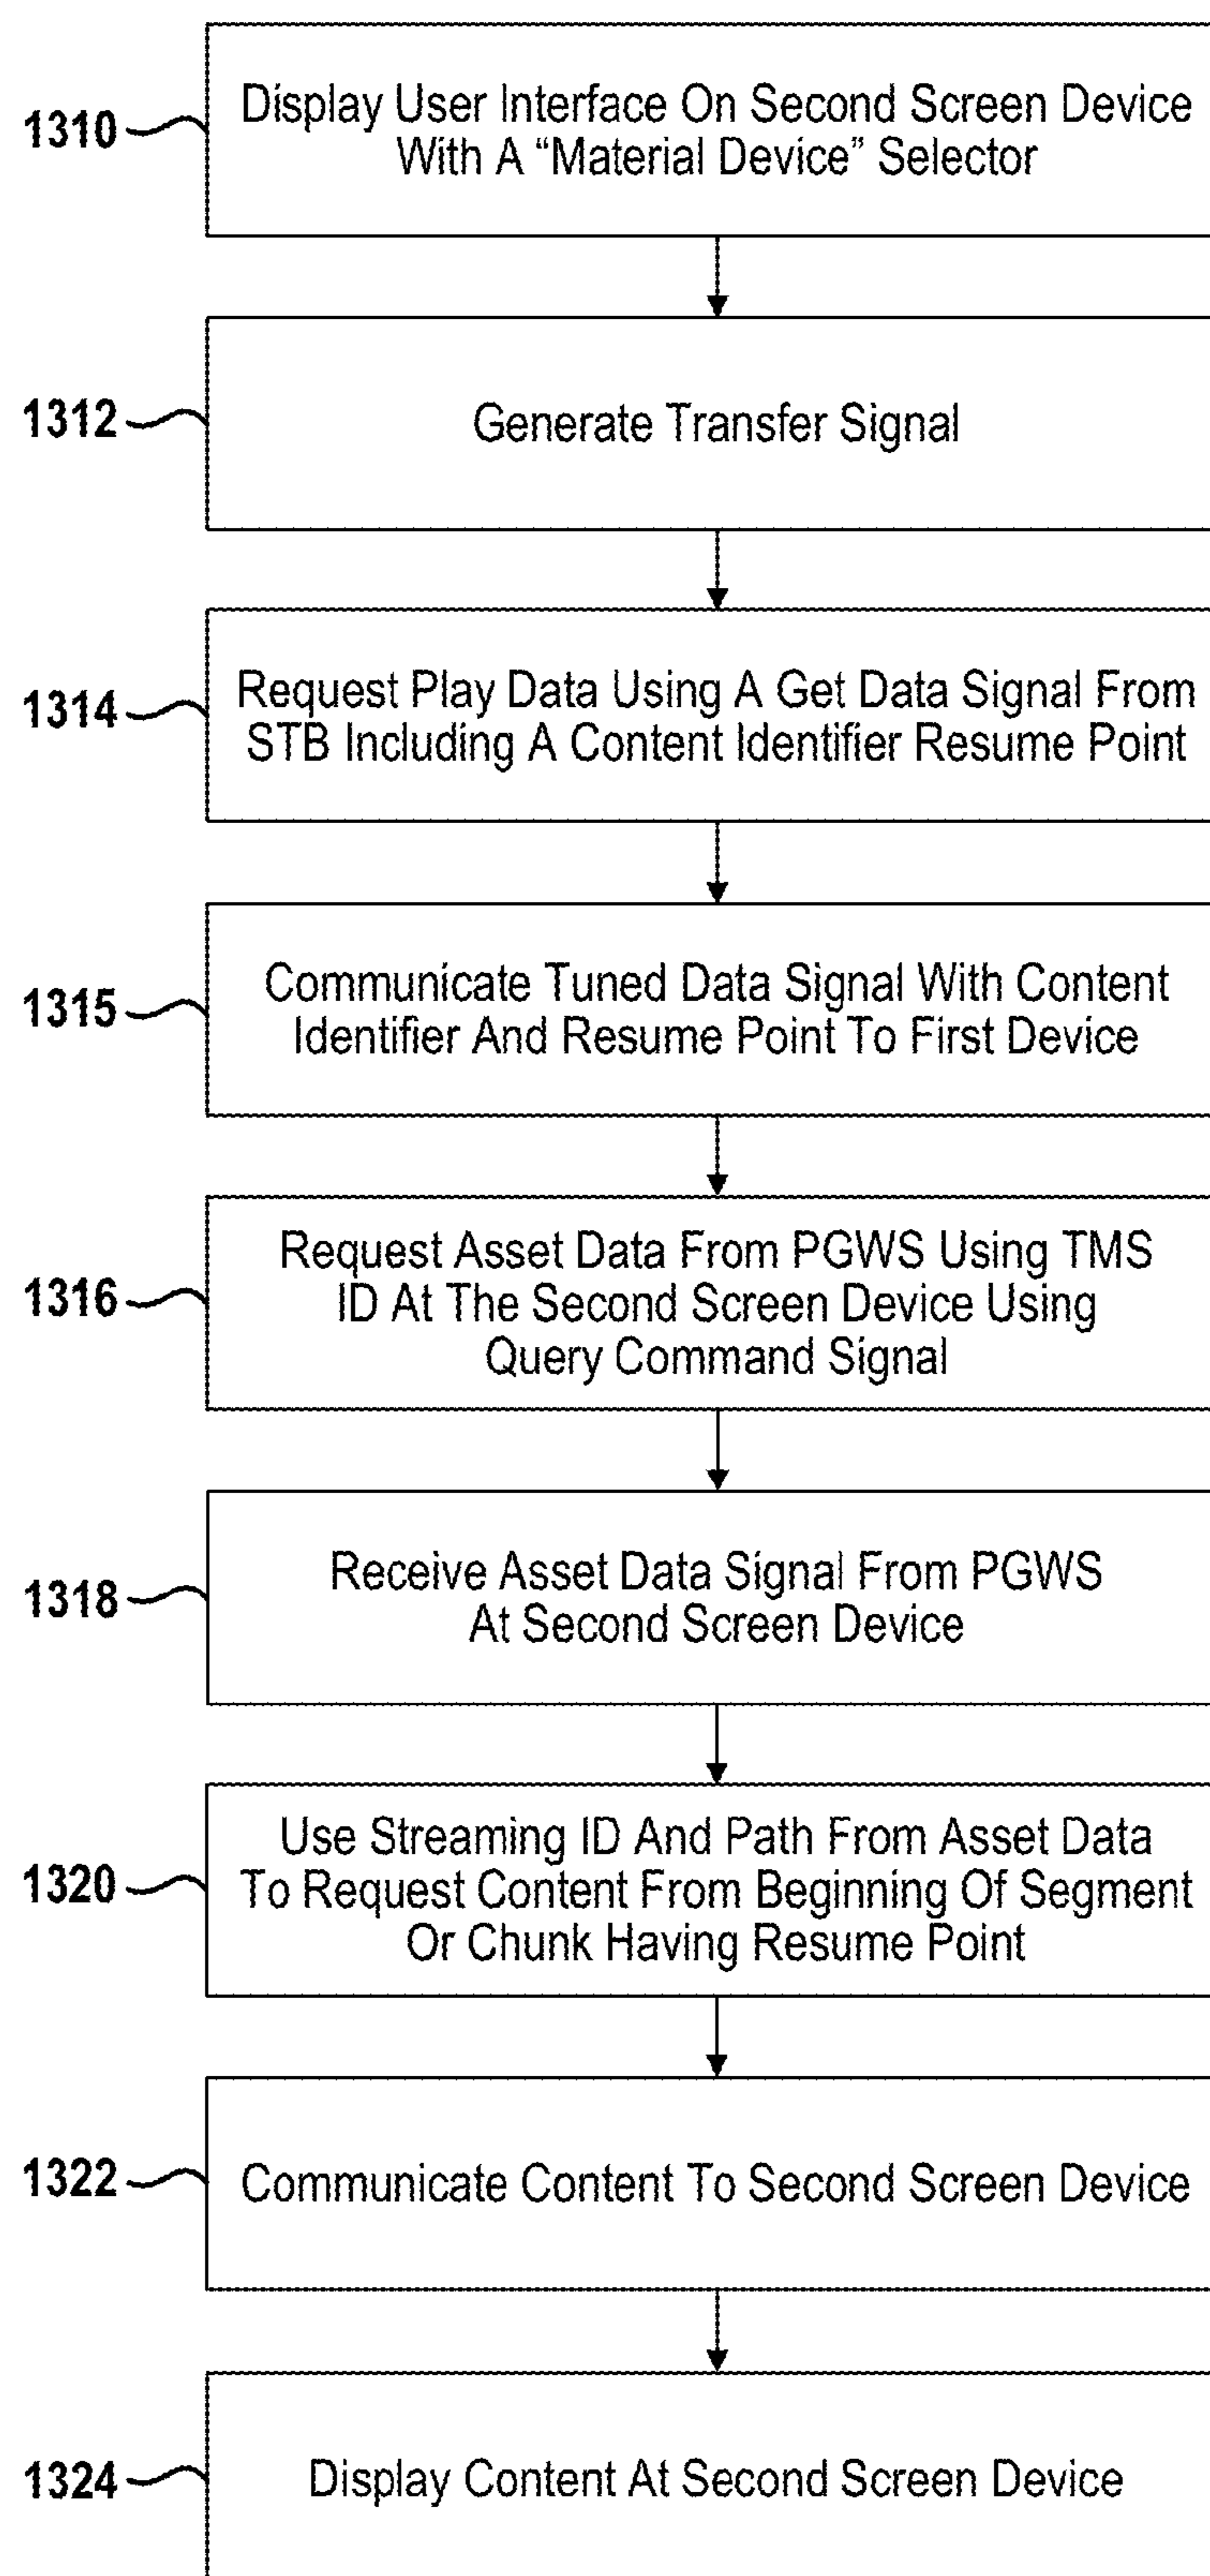 1310
Display User Interface On Second Screen Device
With A “Material Device” Selector
1312
Generate Transfer Signal
1314
Request Play Data Using A Get Data Signal From
STB Including A Content Identifier Resume Point
1315
Communicate Tuned Data Signal With Content
Identifier And Resume Point To First Device
1316
Request Asset Data From PGWS Using TMS
ID At The Second Screen Device Using
Query Command Signal
1318
Receive Asset Data Signal From PGWS
At Second Screen Device
1320
Use Streaming ID And Path From Asset Data
To Request Content From Beginning Of Segment
Or Chunk Having Resume Point
1322
Communicate Content To Second Screen Device
1324
Display Content At Second Screen Device